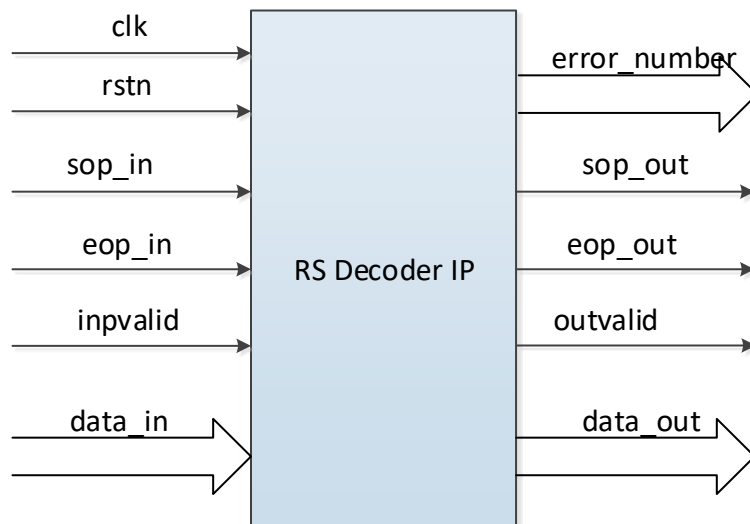 clk
error_number
rstn
sop_in
sop_out
eop_in
eop_out
RS Decoder IP
inpvalid
outvalid
data_in
data_out